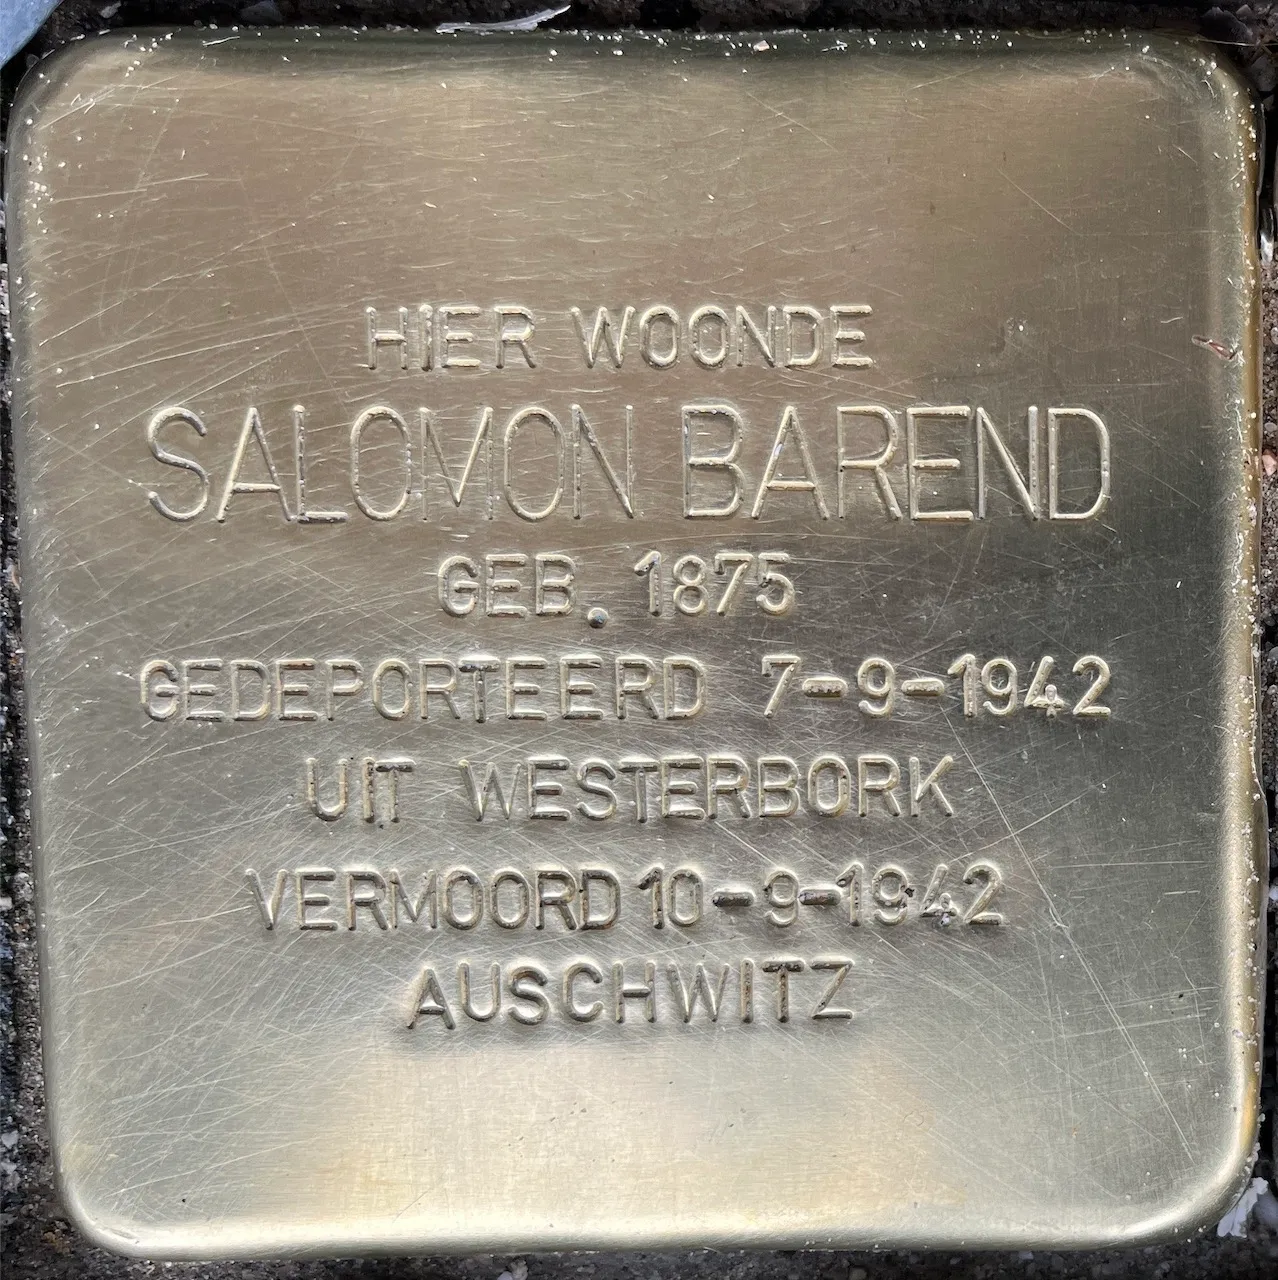 HIER WOONDE
SALOMON BAREND
GEB. 1875
GEDEPORTEERD 7-9-1942
UIT WESTERBORK
VERMOORD 10-9-1942
AUSCHWITZ